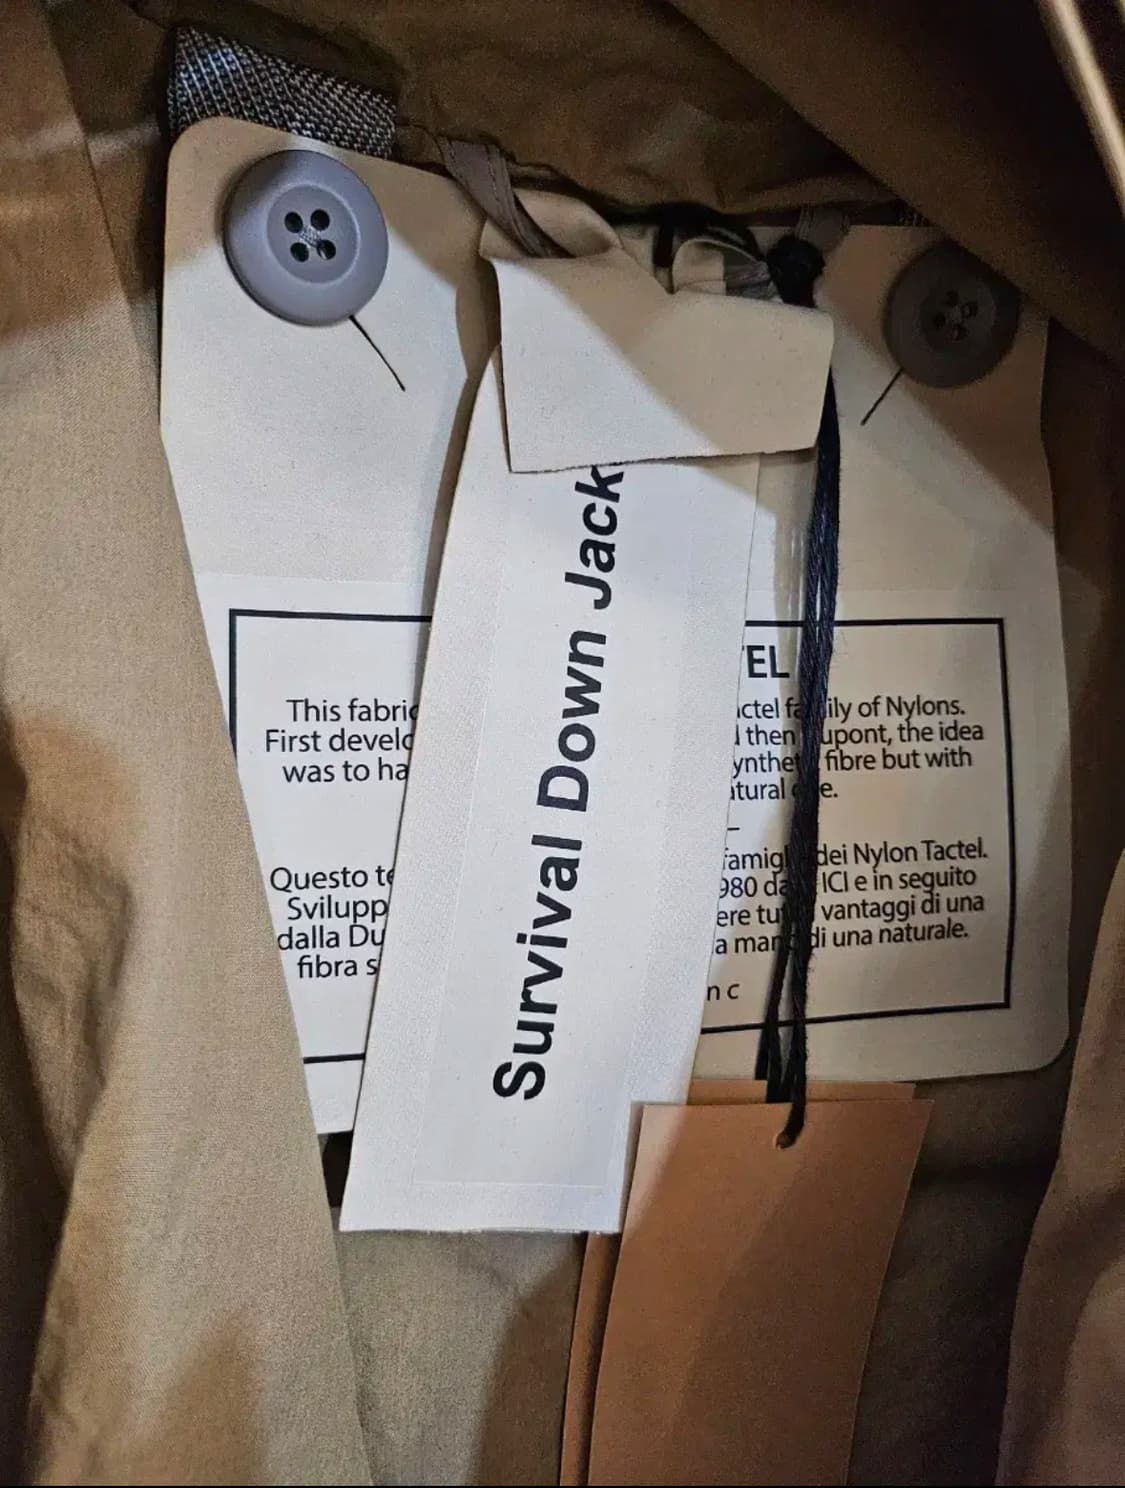 Survival Down Jack
This fabric
First develo
was to ha
Questo te
Svilupp
dalla Du
fibra s
EL
ctel fa ily of Nylons.
then upont, the idea
ynthet fibre but with
tural e.
–
famigl dei Nylon Tactel.
980 da ICI e in seguito
ere tu vantaggi di una
a man di una naturale.
n c